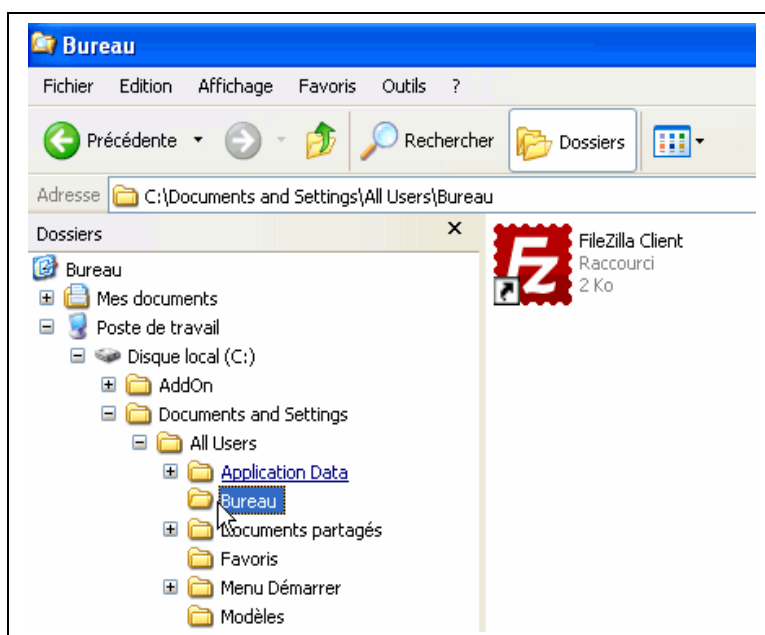 Bureau
Fichier Edition Affichage Favoris Outils ?
Précédente Rechercher Dossiers
Adresse C:\Documents and Settings\All Users\Bureau
Dossiers x
FileZilla Client
Raccourci
2 Ko
Fz
Bureau
Mes documents
Poste de travail
Disque local (C:)
AddOn
Documents and Settings
All Users
Application Data
Bureau
Documents partagés
Favoris
Menu Démarrer
Modèles